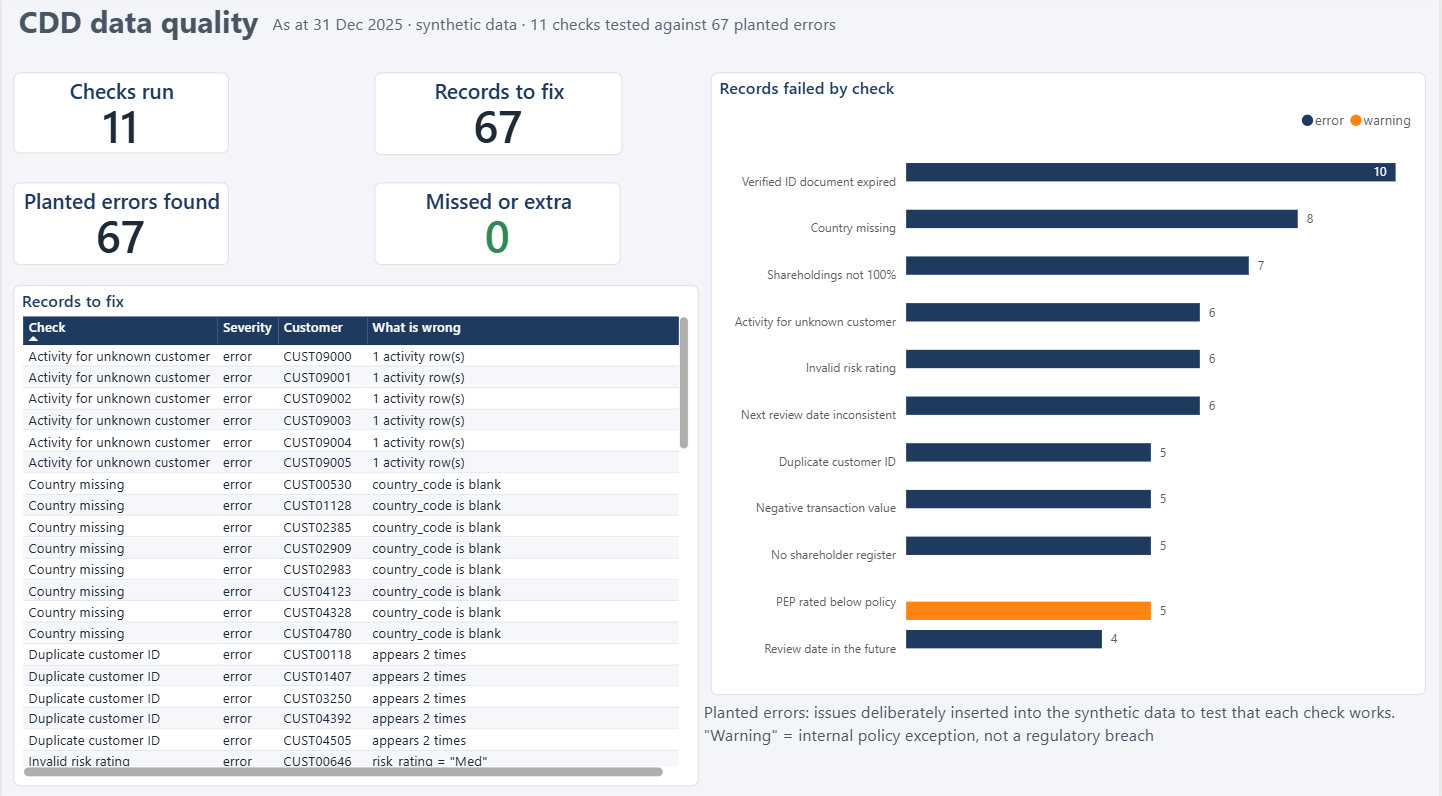 CDD data quality As at 31 Dec 2025 · synthetic data · 11 checks tested against 67 planted errors
Checks run
11
Records to fix
67
Planted errors found
67
Missed or extra
0
Records to fix
Check Severity Customer What is wrong
Activity for unknown customer error CUST09000 1 activity row(s)
Activity for unknown customer error CUST09001 1 activity row(s)
Activity for unknown customer error CUST09002 1 activity row(s)
Activity for unknown customer error CUST09003 1 activity row(s)
Activity for unknown customer error CUST09004 1 activity row(s)
Activity for unknown customer error CUST09005 1 activity row(s)
Country missing error CUST00530 country_code is blank
Country missing error CUST01128 country_code is blank
Country missing error CUST02385 country_code is blank
Country missing error CUST02909 country_code is blank
Country missing error CUST02983 country_code is blank
Country missing error CUST04123 country_code is blank
Country missing error CUST04328 country_code is blank
Country missing error CUST04780 country_code is blank
Duplicate customer ID error CUST00118 appears 2 times
Duplicate customer ID error CUST01407 appears 2 times
Duplicate customer ID error CUST03250 appears 2 times
Duplicate customer ID error CUST04392 appears 2 times
Duplicate customer ID error CUST04505 appears 2 times
Invalid risk rating error CUST00646 risk_rating = "Med"
Records failed by check
error warning
Verified ID document expired 10
Country missing 8
Shareholdings not 100% 7
Activity for unknown customer 6
Invalid risk rating 6
Next review date inconsistent 6
Duplicate customer ID 5
Negative transaction value 5
No shareholder register 5
PEP rated below policy 5
Review date in the future 4
Planted errors: issues deliberately inserted into the synthetic data to test that each check works.
"Warning" = internal policy exception, not a regulatory breach